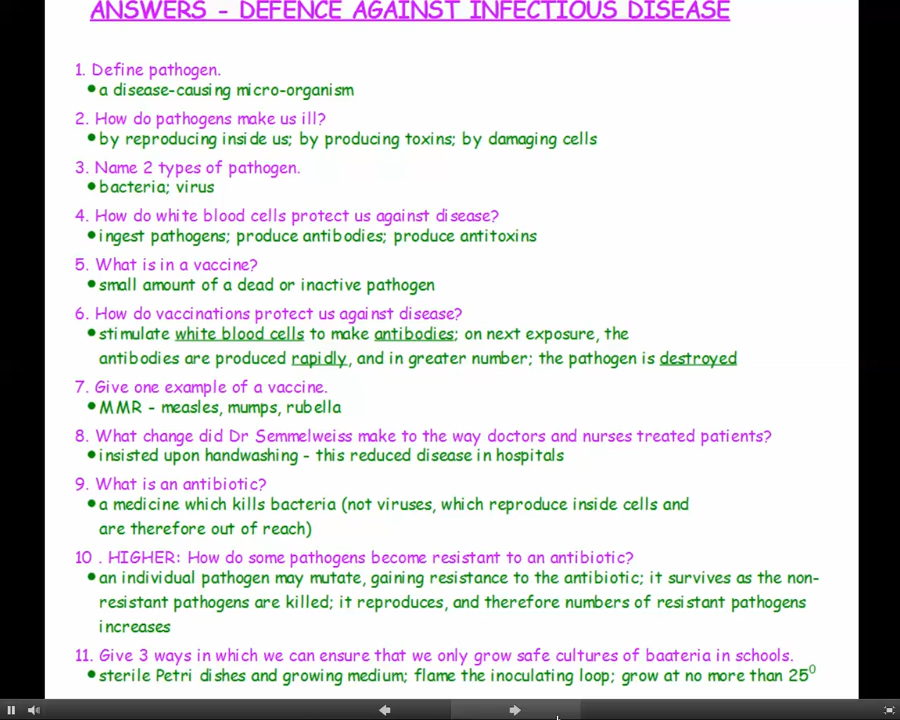 ANSWERS - DEFENCE AGAINST INFECTIOUS DISEASE
1. Define pathogen.
• a disease-causing micro-organism
2. How do pathogens make us ill?
• by reproducing inside us; by producing toxins; by damaging cells
3. Name 2 types of pathogen.
• bacteria; virus
4. How do white blood cells protect us against disease?
• ingest pathogens; produce antibodies; produce antitoxins
5. What is in a vaccine?
• small amount of a dead or inactive pathogen
6. How do vaccinations protect us against disease?
• stimulate white blood cells to make antibodies; on next exposure, the
antibodies are produced rapidly, and in greater number; the pathogen is destroyed
7. Give one example of a vaccine.
• MMR - measles, mumps, rubella
8. What change did Dr Semmelweiss make to the way doctors and nurses treated patients?
• insisted upon handwashing - this reduced disease in hospitals
9. What is an antibiotic?
• a medicine which kills bacteria (not viruses, which reproduce inside cells and
are therefore out of reach)
10 . HIGHER: How do some pathogens become resistant to an antibiotic?
• an individual pathogen may mutate, gaining resistance to the antibiotic; it survives as the non-
resistant pathogens are killed; it reproduces, and therefore numbers of resistant pathogens
increases
11. Give 3 ways in which we can ensure that we only grow safe cultures of baateria in schools.
• sterile Petri dishes and growing medium; flame the inoculating loop; grow at no more than 25⁰